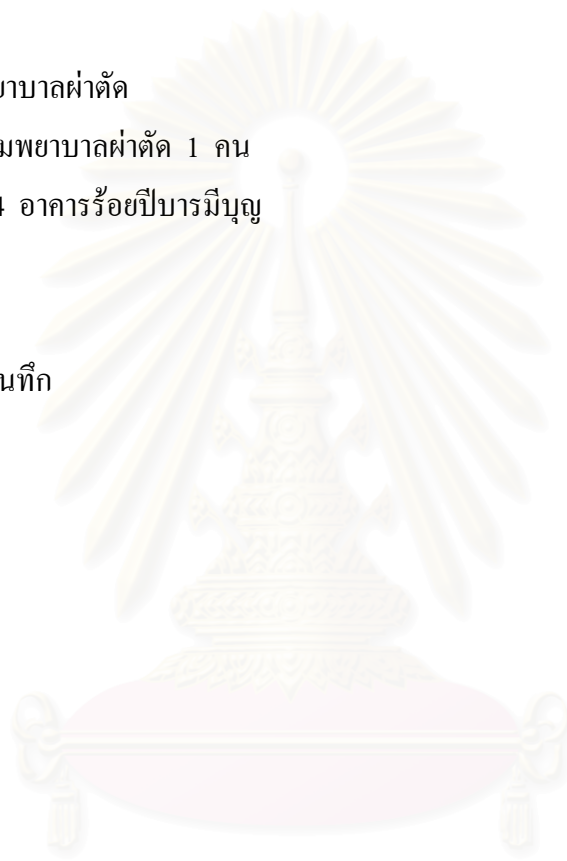 ยาบาลผ่าตัด
มพยาบาลผ่าตัด 1 คน
4 อาคารร้อยปีบารมีบุญ
นทึก